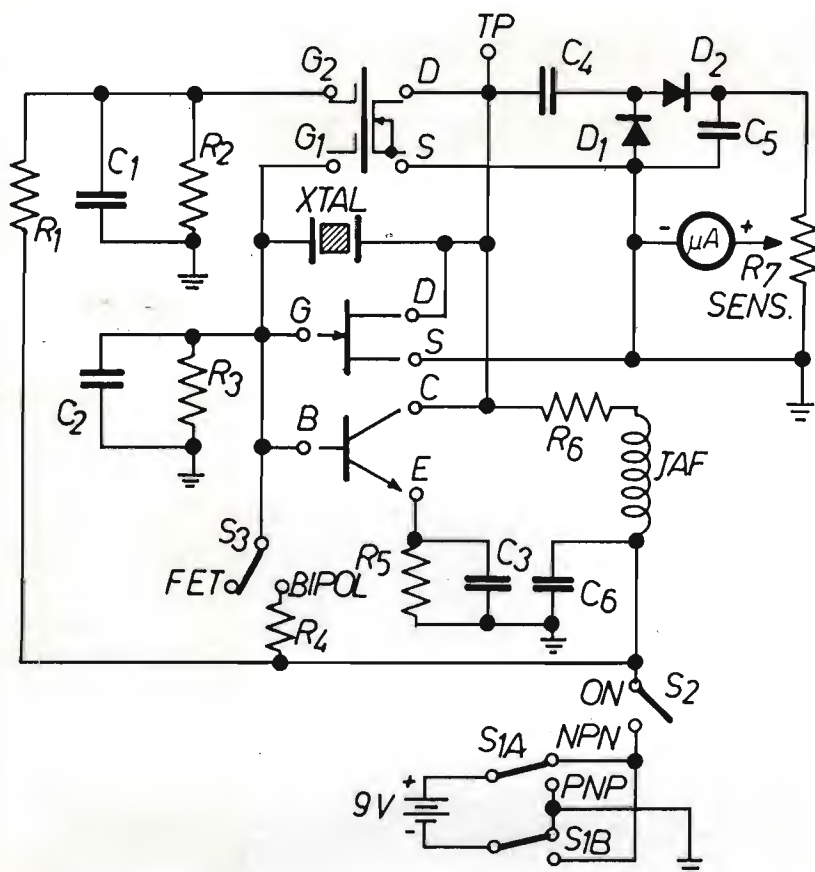 TP
G2 D C4 D2
G1 S D1 C5
C1 R2
R1 XTAL
- μA + R7
SENS.
G D
S
C2 R3
B C R6
E JAF
S3
FET BIPOL R5 C3 C6
R4
ON S2
S1A NPN
+ PNP
9V
- S1B